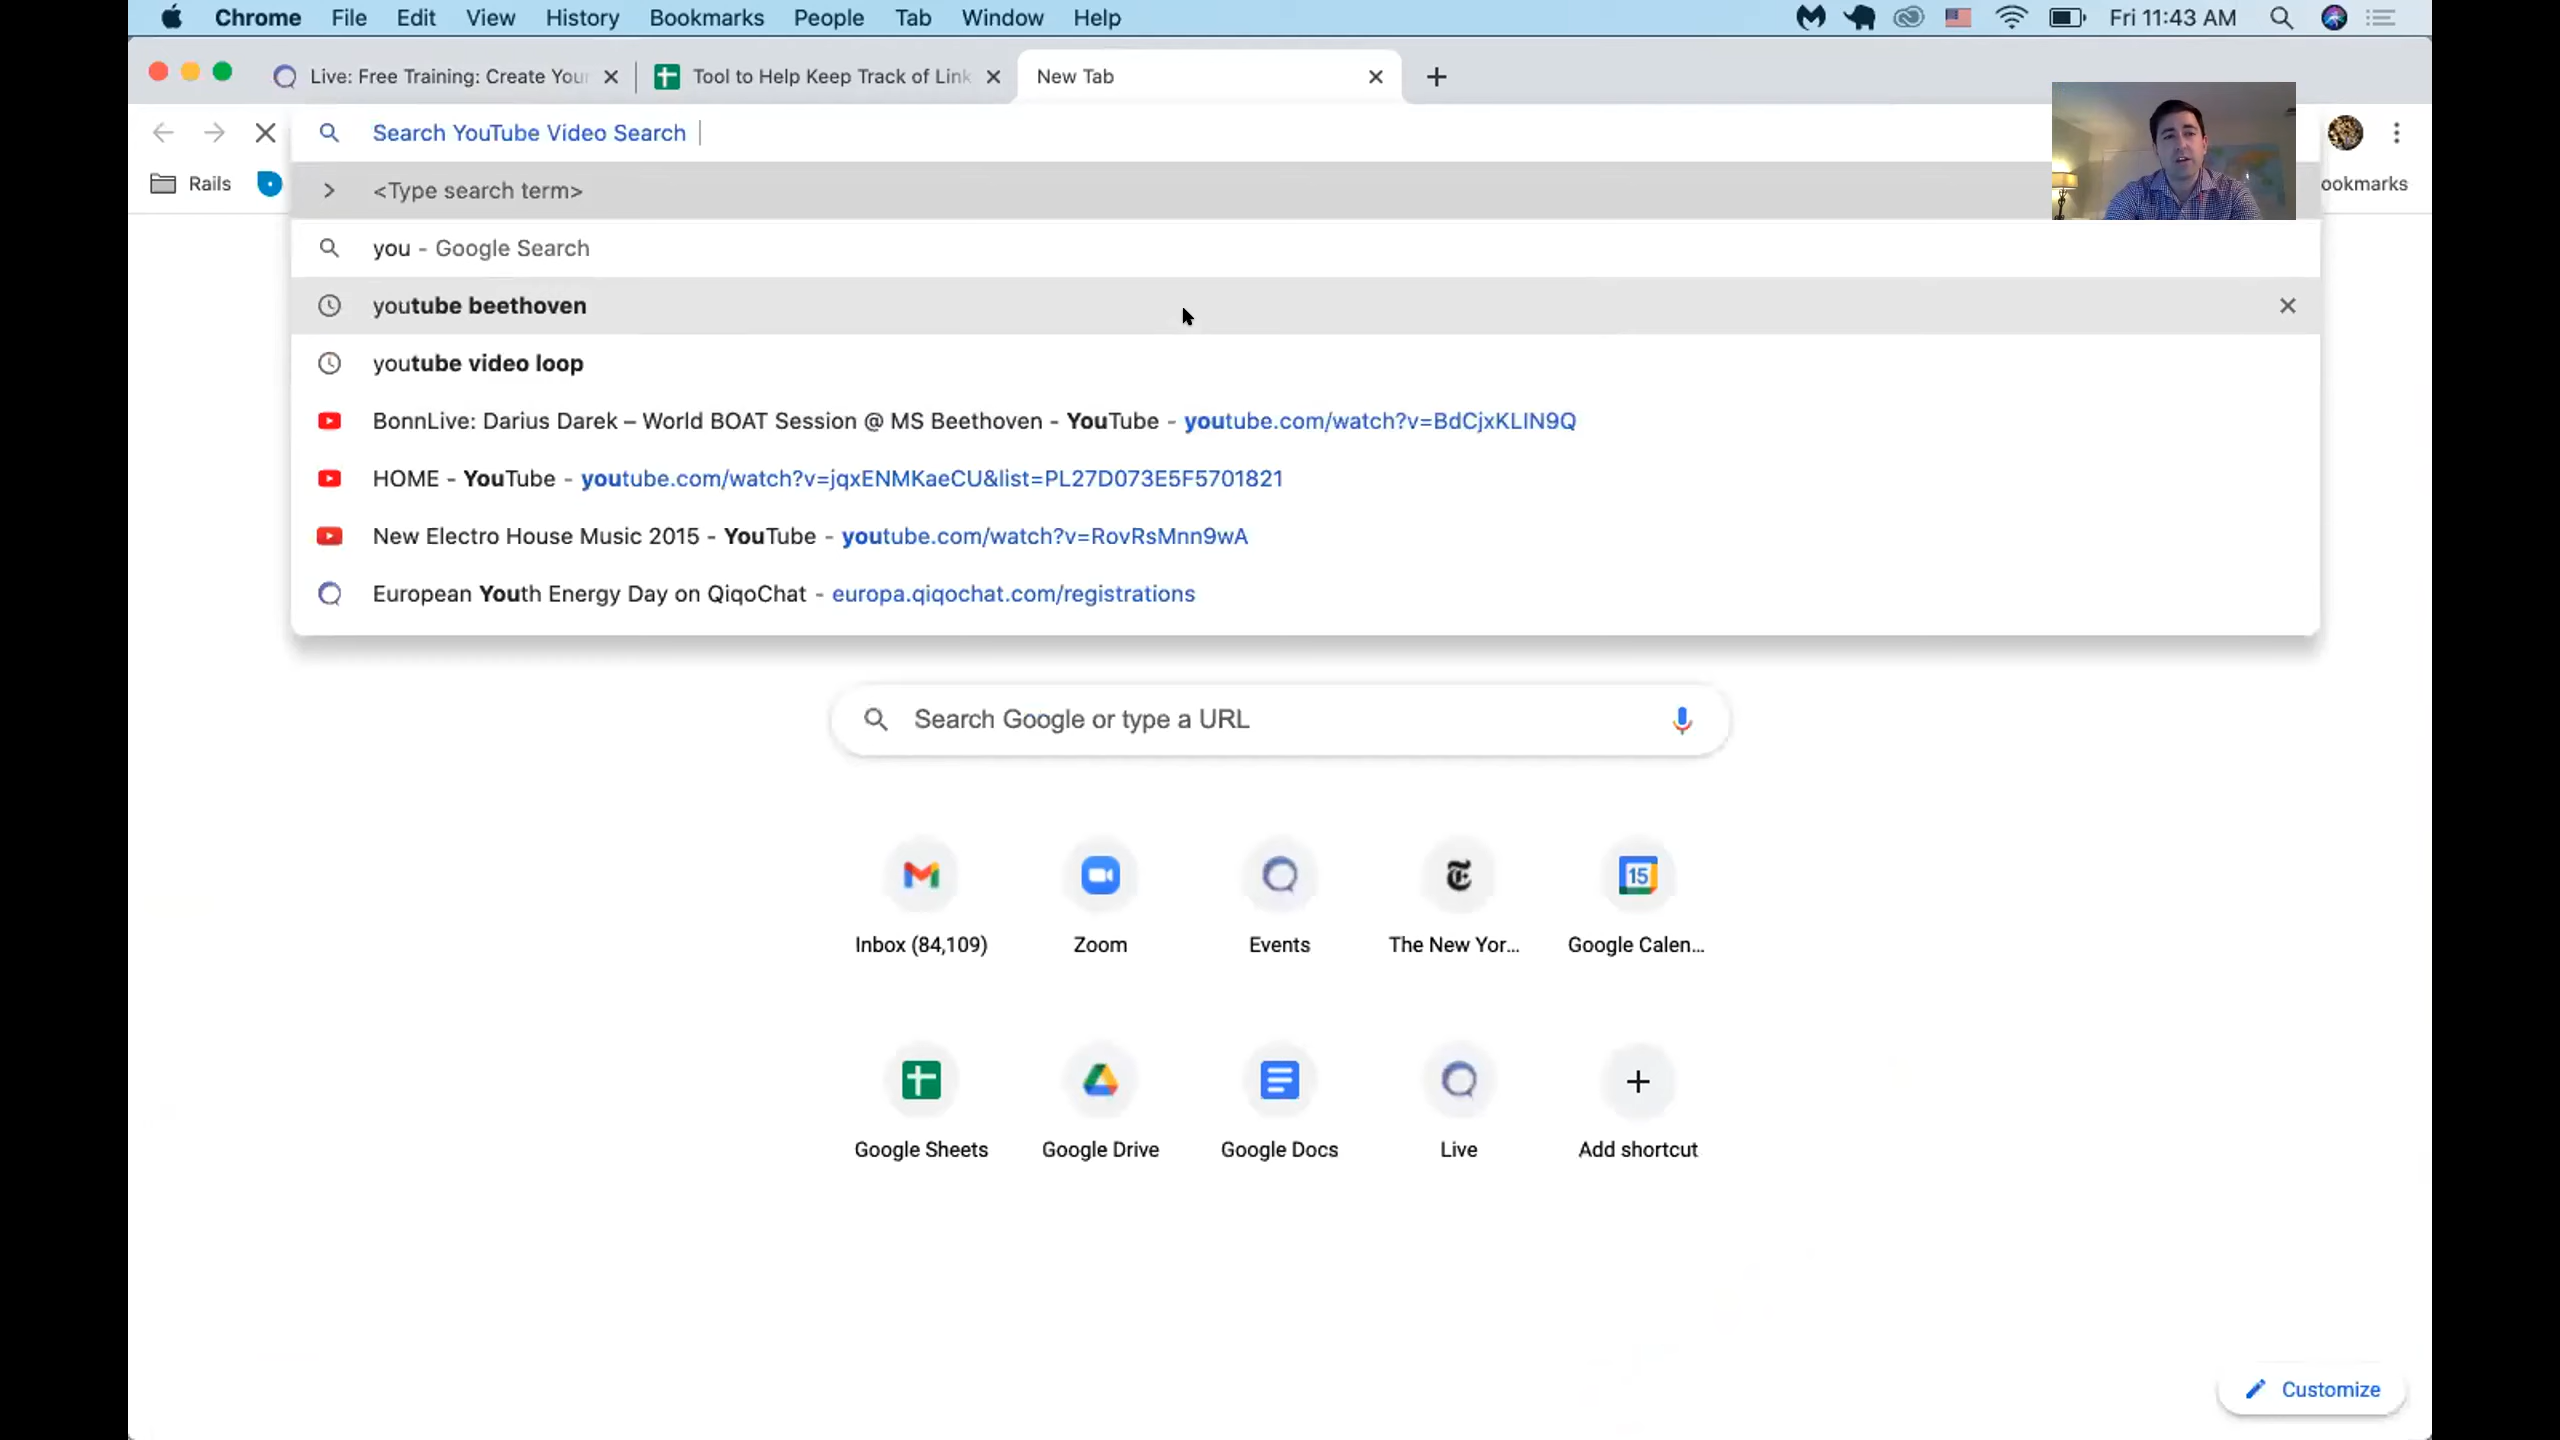 Chrome File Edit View History Bookmarks People Tab Window Help Fri 11:43 AM
Live: Free Training: Create Your Tool to Help Keep Track of Link New Tab
Search YouTube Video Search
Rails ookmarks
<Type search term>
you - Google Search
youtube beethoven
youtube video loop
BonnLive: Darius Darek – World BOAT Session @ MS Beethoven - YouTube - youtube.com/watch?v=BdCjxKLIN9Q
HOME - YouTube - youtube.com/watch?v=jqxENMKaeCU&list=PL27D073E5F5701821
New Electro House Music 2015 - YouTube - youtube.com/watch?v=RovRsMnn9wA
European Youth Energy Day on QiqoChat - europa.qiqochat.com/registrations
Search Google or type a URL
15
Inbox (84,109) Zoom Events The New Yor... Google Calen...
Google Sheets Google Drive Google Docs Live Add shortcut
Customize